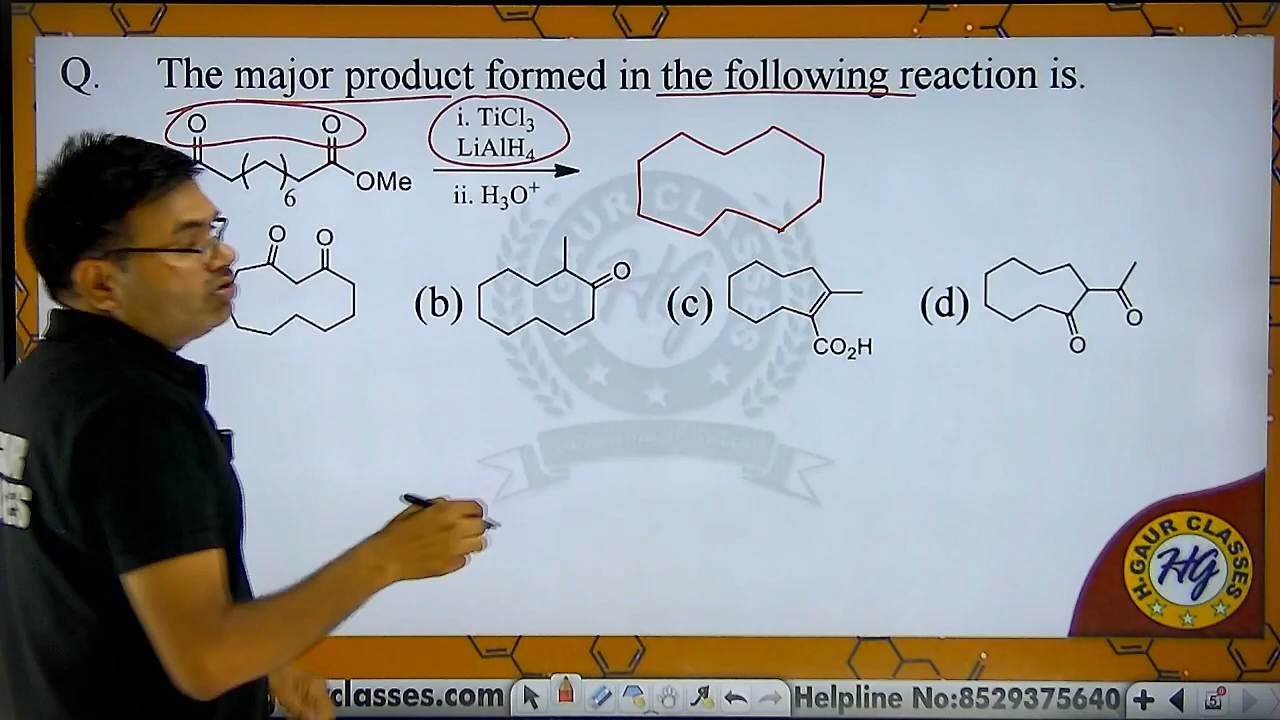 Q. The major product formed in the following reaction is.
O O i. TiCl₃
LiAlH₄
6 OMe ii. H₃O⁺
O O
(b) O (c) (d) O
CO₂H O
H.GAUR CLASSES
HG
classes.com Helpline No:8529375640